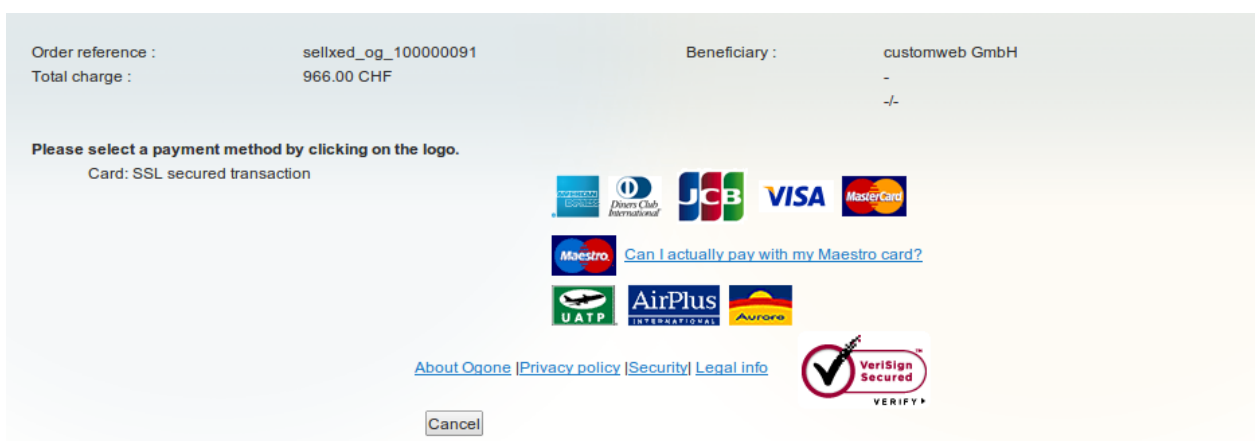 Order reference : sellxed_og_100000091 Beneficiary : customweb GmbH
Total charge : 966.00 CHF -
-/-
Please select a payment method by clicking on the logo.
Card: SSL secured transaction
AMERICAN EXPRESS Diners Club International JCB VISA MasterCard
Maestro Can I actually pay with my Maestro card?
UATP AirPlus INTERNATIONAL Aurore
About Ogone |Privacy policy |Security| Legal info VeriSign Secured ™
VERIFY
Cancel